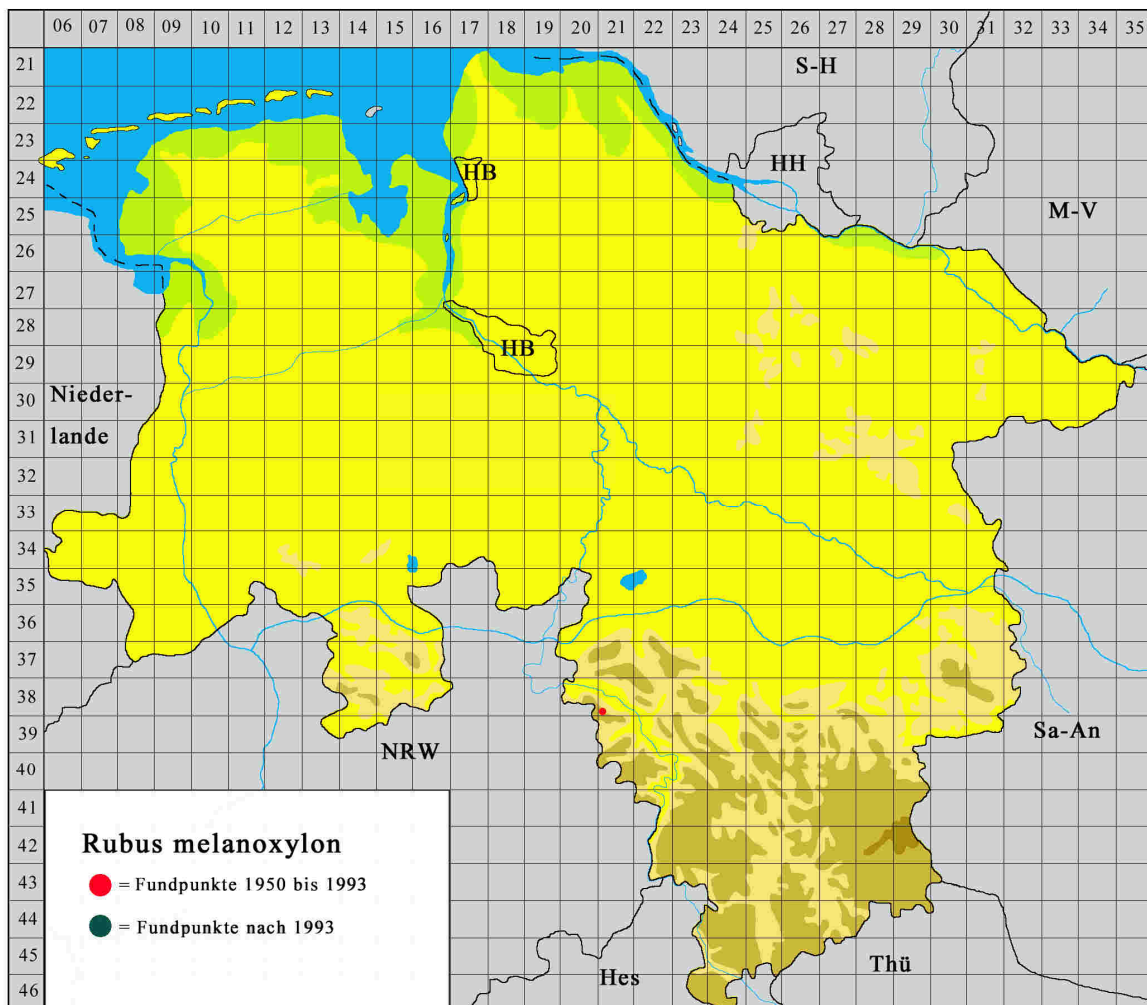 06 07 08 09 10 11 12 13 14 15 16 17 18 19 20 21 22 23 24 25 26 27 28 29 30 31 32 33 34 35
21
S-H
22
23
HH
24
HB
25
M-V
26
27
28
29
HB
30
Nieder-
31
lande
32
33
34
35
36
37
38
39
Sa-An
NRW
40
41
42
Rubus melanoxylon
43
= Fundpunkte 1950 bis 1993
44
= Fundpunkte nach 1993
45
Hes
Thü
46